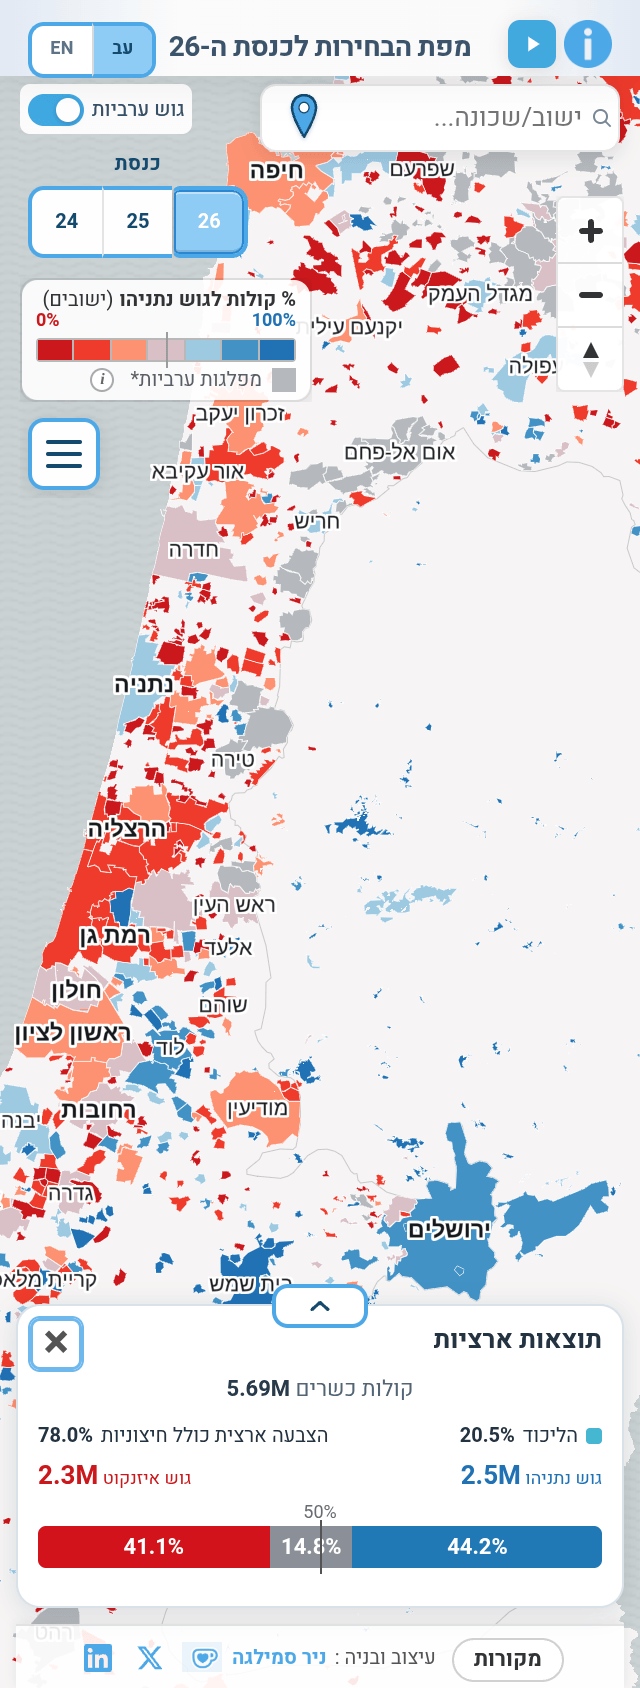 מפת הבחירות לכנסת ה-26
עב
EN
ישוב/שכונה...
גוש ערביות
כנסת
24 25 26
% קולות לגוש נתניהו (ישובים)
0% 100%
מפלגות ערביות*
i
חיפה
שפרעם
מגדל העמק
יקנעם עילית
עפולה
זכרון יעקב
אום אל-פחם
אור עקיבא
חריש
חדרה
נתניה
טירה
הרצליה
ראש העין
רמת גן
אלעד
חולון
שוהם
ראשון לציון
לוד
רחובות
מודיעין
יבנה
גדרה
ירושלים
בית שמש
תוצאות ארציות
קולות כשרים 5.69M
הליכוד 20.5%
הצבעה ארצית כולל חיצוניות 78.0%
גוש נתניהו 2.5M
גוש איזנקוט 2.3M
50%
41.1% 14.8% 44.2%
רהט
מקורות
עיצוב ובניה : ניר סמילגה